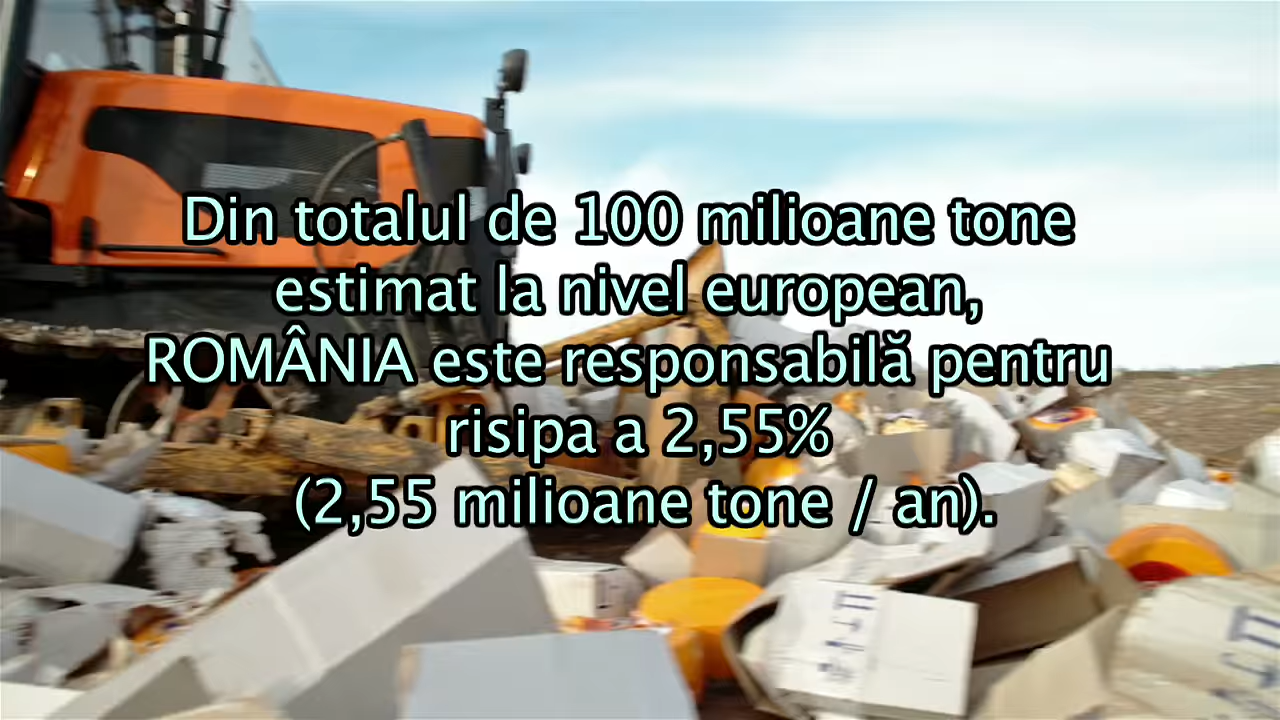 Din totalul de 100 milioane tone
estimat la nivel european,
ROMÂNIA este responsabilă pentru
risipa a 2,55%
(2,55 milioane tone / an).